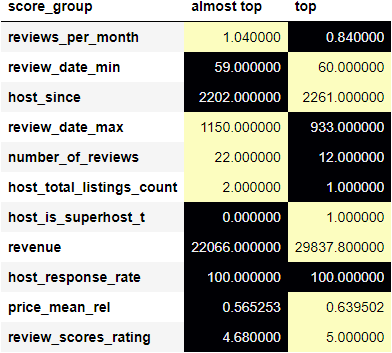 score_group almost top top
reviews_per_month 1.040000 0.840000
review_date_min 59.000000 60.000000
host_since 2202.000000 2261.000000
review_date_max 1150.000000 933.000000
number_of_reviews 22.000000 12.000000
host_total_listings_count 2.000000 1.000000
host_is_superhost_t 0.000000 1.000000
revenue 22066.000000 29837.800000
host_response_rate 100.000000 100.000000
price_mean_rel 0.565253 0.639502
review_scores_rating 4.680000 5.000000